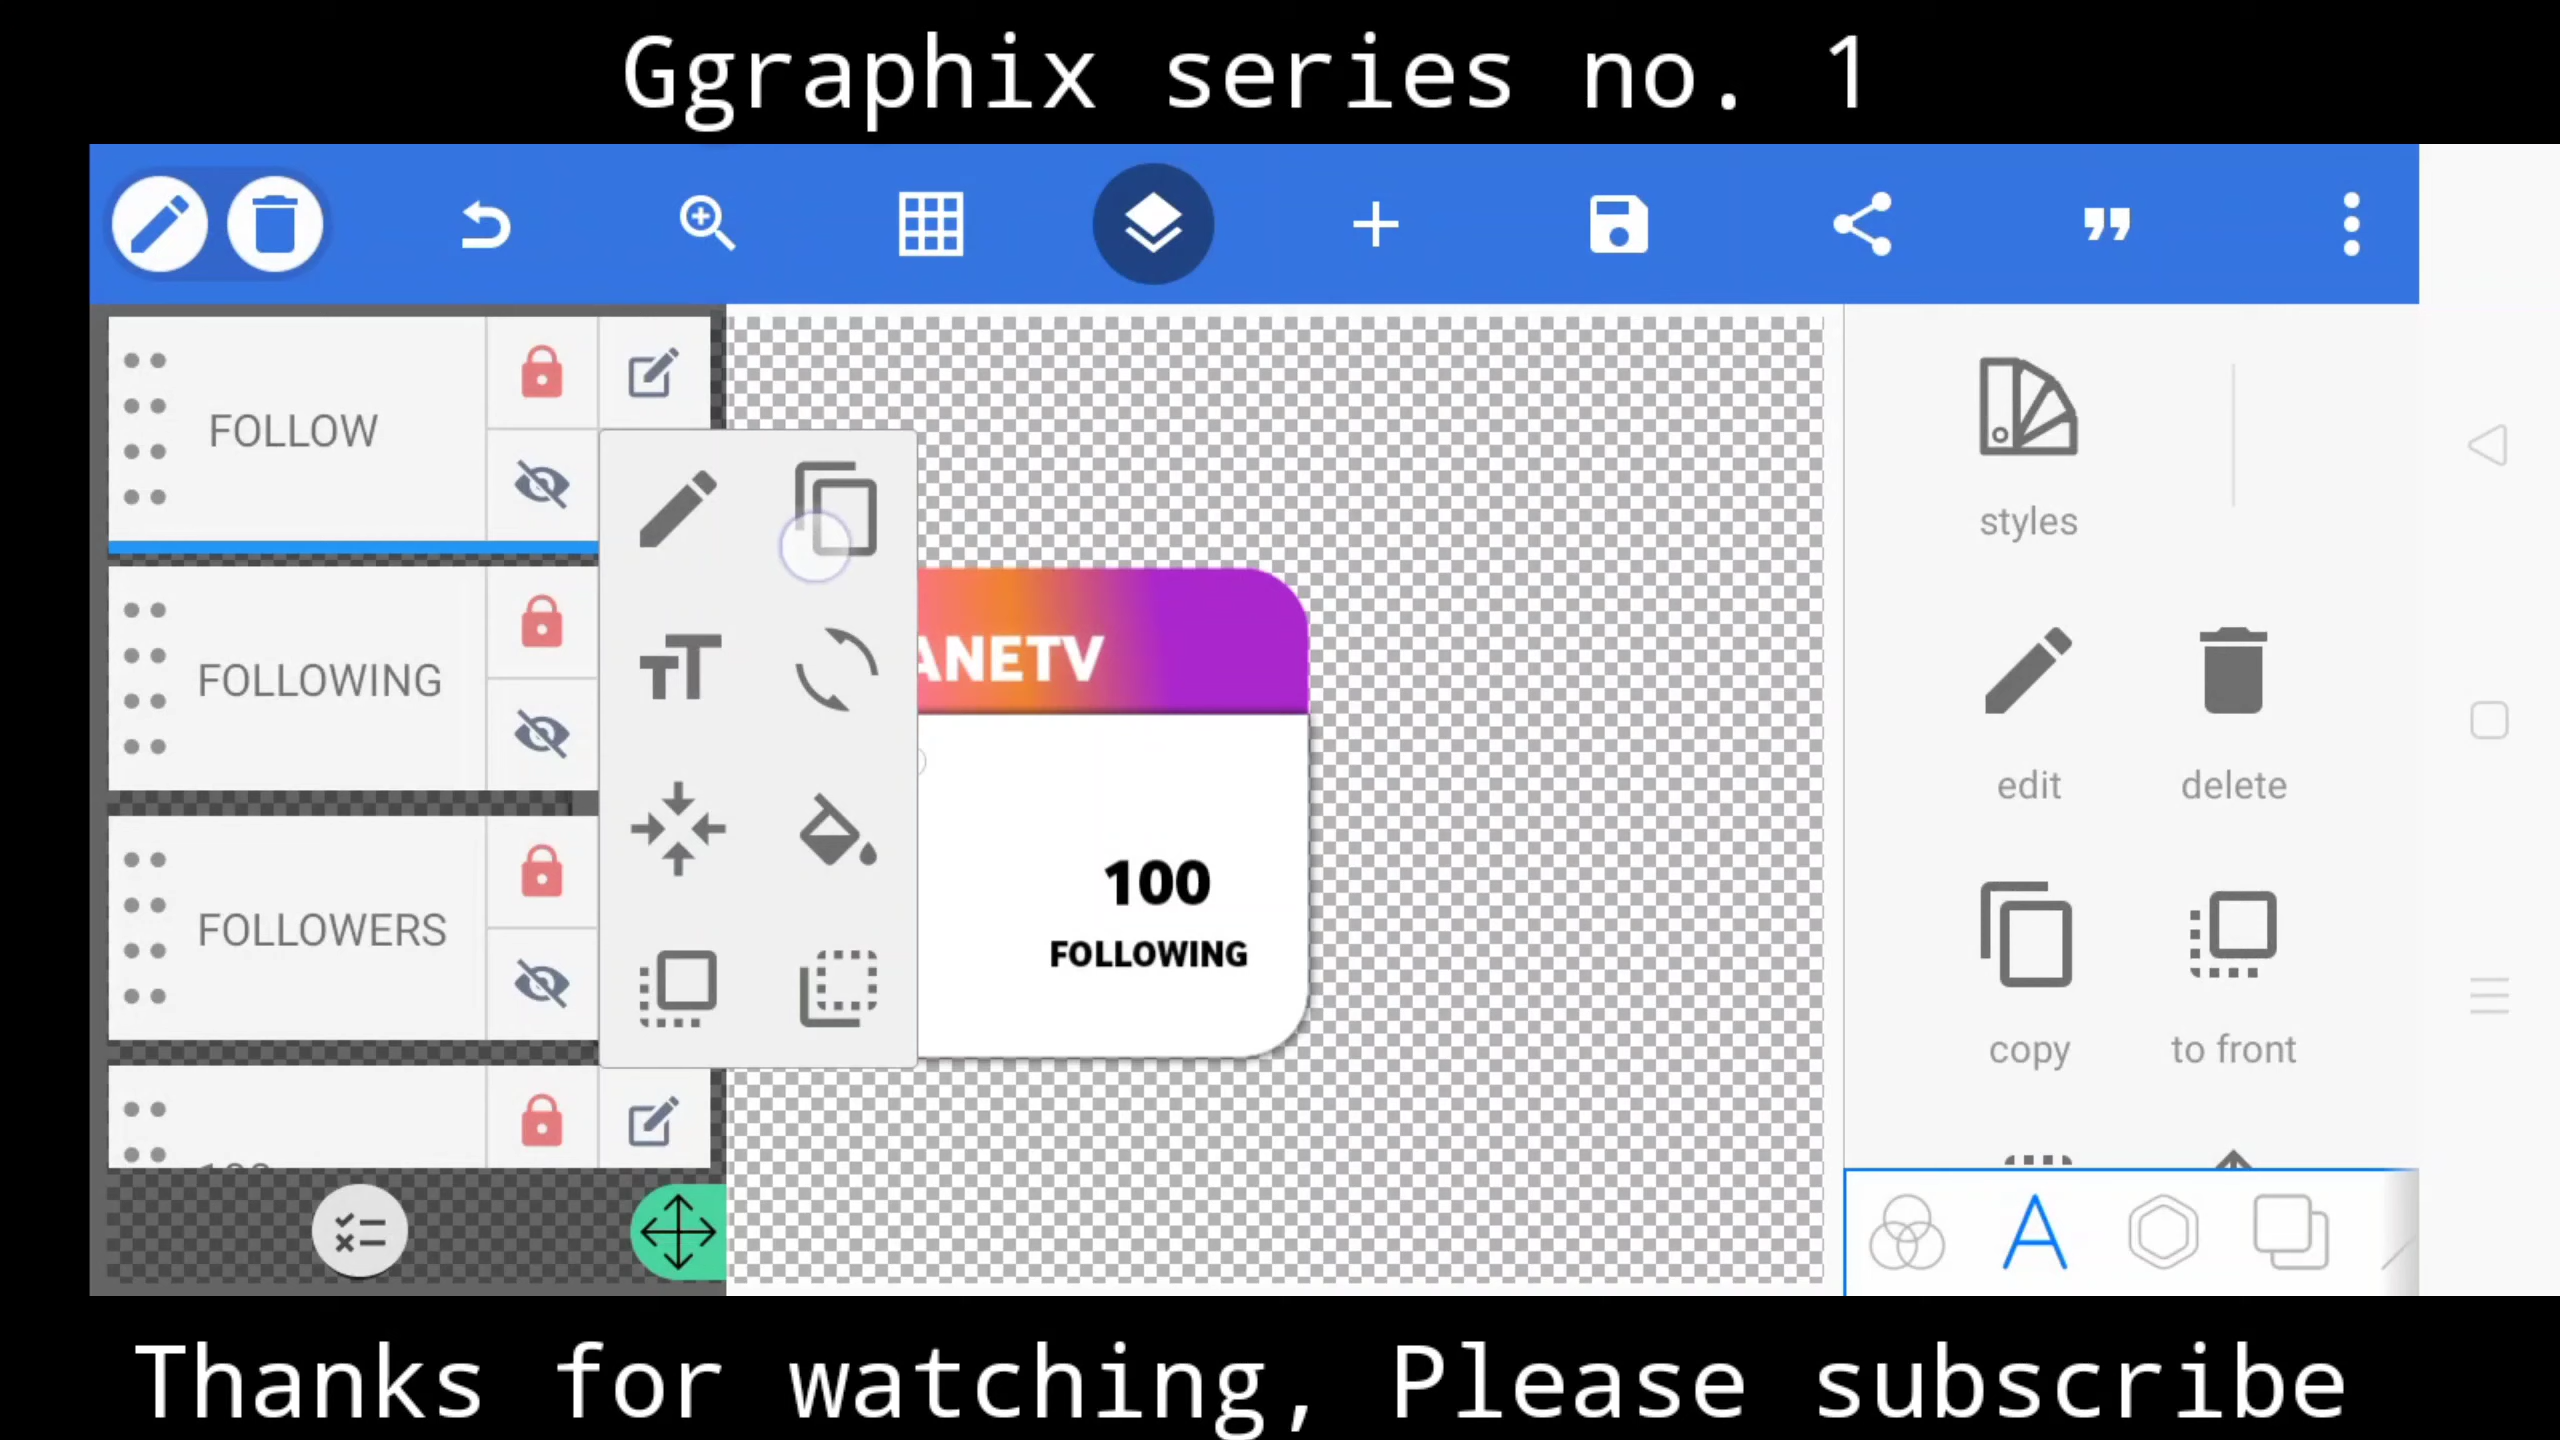 Ggraphix series no. 1
FOLLOW
FOLLOWING
FOLLOWERS
ANETV
100
FOLLOWING
styles
edit
delete
copy
to front
Thanks for watching, Please subscribe